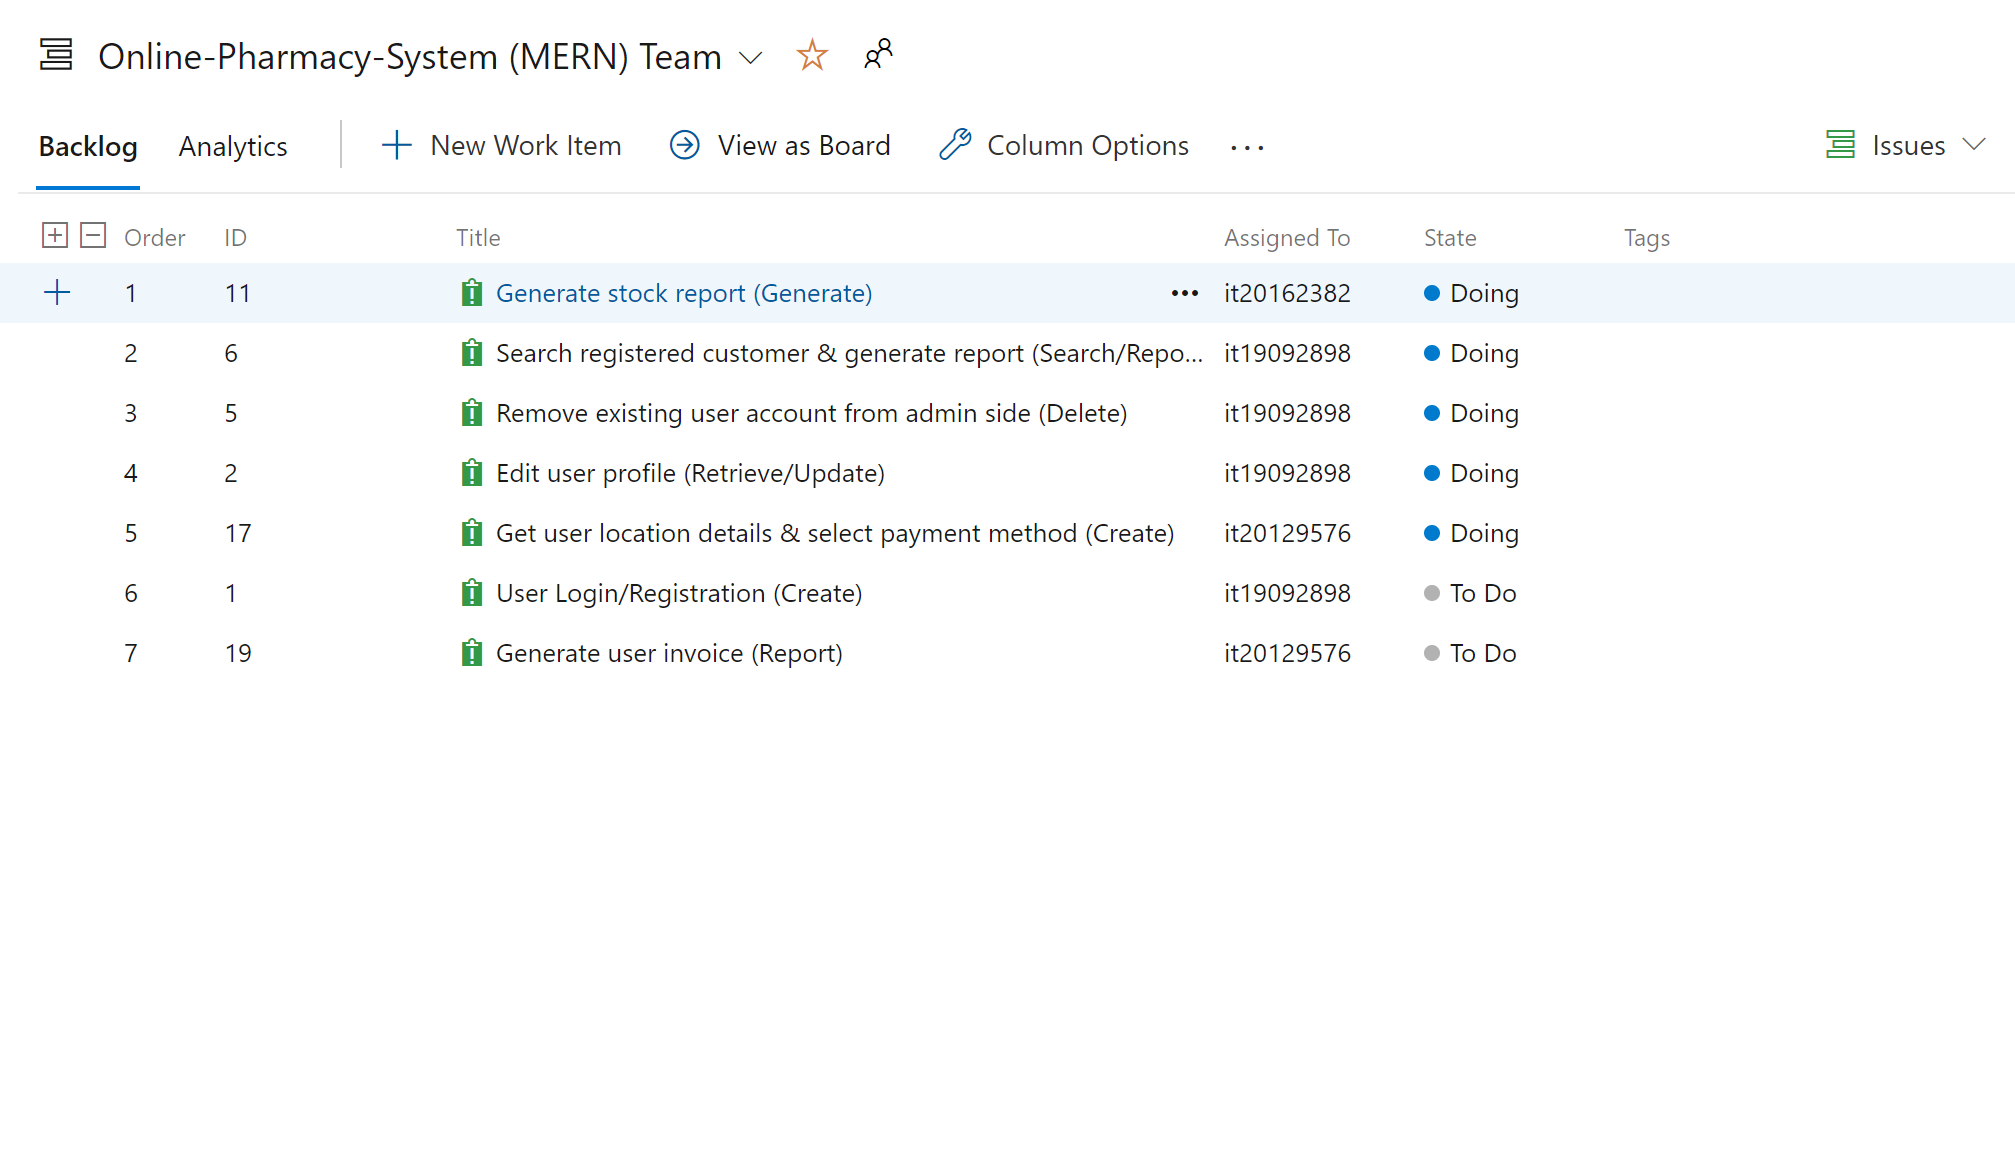 Online-Pharmacy-System (MERN) Team
Backlog Analytics New Work Item View as Board Column Options ... Issues
Order ID Title Assigned To State Tags
1 11 Generate stock report (Generate) ••• it20162382 Doing
2 6 Search registered customer & generate report (Search/Repo... it19092898 Doing
3 5 Remove existing user account from admin side (Delete) it19092898 Doing
4 2 Edit user profile (Retrieve/Update) it19092898 Doing
5 17 Get user location details & select payment method (Create) it20129576 Doing
6 1 User Login/Registration (Create) it19092898 To Do
7 19 Generate user invoice (Report) it20129576 To Do